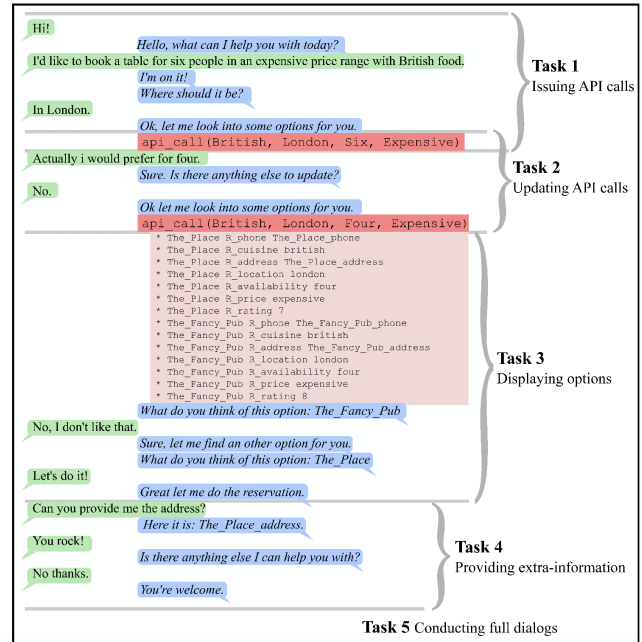 Hi!
Hello, what can I help you with today?
I'd like to book a table for six people in an expensive price range with British food.
I'm on it!
Where should it be?
In London.
Ok, let me look into some options for you.
api_call(British, London, Six, Expensive)
Task 1
Issuing API calls
Actually i would prefer for four.
Sure. Is there anything else to update?
No.
Ok let me look into some options for you.
api_call(British, London, Four, Expensive)
Task 2
Updating API calls
* The_Place R_phone The_Place_phone
* The_Place R_cuisine british
* The_Place R_address The_Place_address
* The_Place R_location london
* The_Place R_availability four
* The_Place R_price expensive
* The_Place R_rating 7
* The_Fancy_Pub R_phone The_Fancy_Pub_phone
* The_Fancy_Pub R_cuisine british
* The_Fancy_Pub R_address The_Fancy_Pub_address
* The_Fancy_Pub R_location london
* The_Fancy_Pub R_availability four
* The_Fancy_Pub R_price expensive
* The_Fancy_Pub R_rating 8
What do you think of this option: The_Fancy_Pub
No, I don't like that.
Sure, let me find an other option for you.
What do you think of this option: The_Place
Let's do it!
Great let me do the reservation.
Task 3
Displaying options
Can you provide me the address?
Here it is: The_Place_address.
You rock!
Is there anything else I can help you with?
No thanks.
You're welcome.
Task 4
Providing extra-information
Task 5 Conducting full dialogs